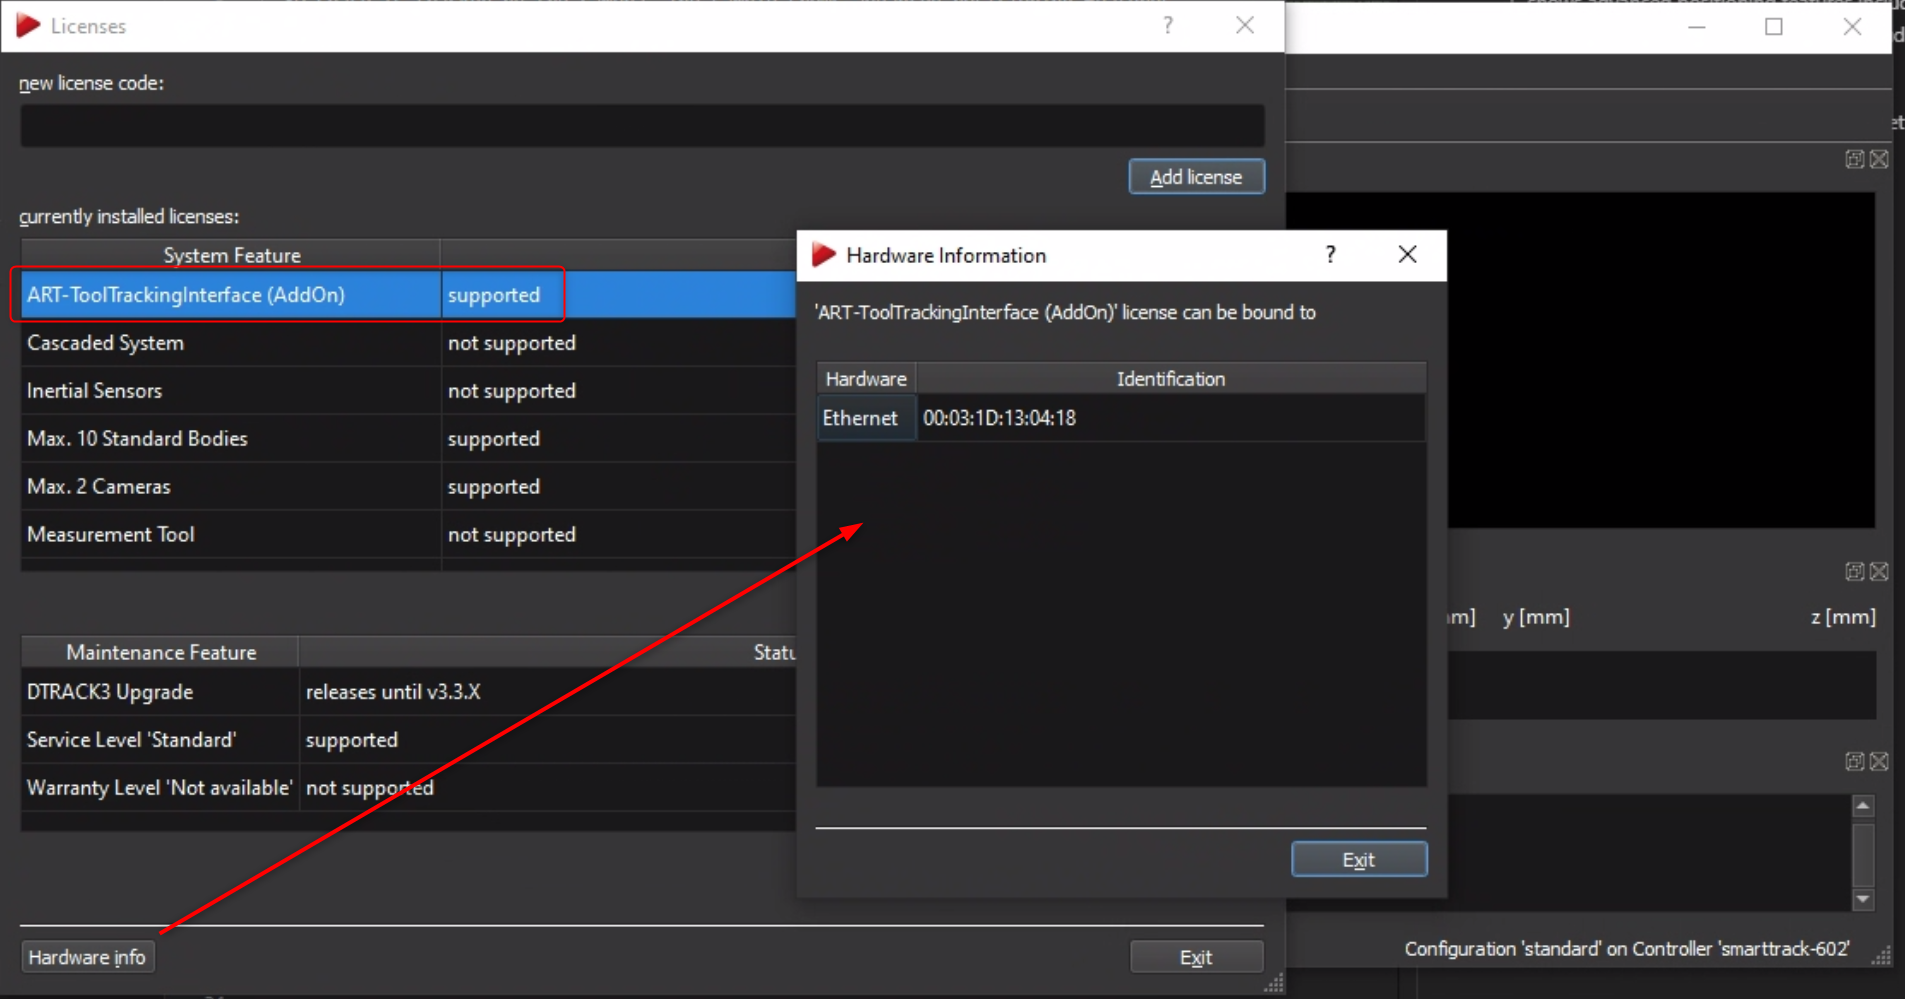 Licenses
new license code:
Add license
currently installed licenses:
System Feature
ART-ToolTrackingInterface (AddOn) supported
Cascaded System not supported
Inertial Sensors not supported
Max. 10 Standard Bodies supported
Max. 2 Cameras supported
Measurement Tool not supported
Maintenance Feature Statu
DTRACK3 Upgrade releases until v3.3.X
Service Level 'Standard' supported
Warranty Level 'Not available' not supported
Hardware info
Exit
Hardware Information
'ART-ToolTrackingInterface (AddOn)' license can be bound to
Hardware Identification
Ethernet 00:03:1D:13:04:18
Exit
m] y [mm] z [mm]
Configuration 'standard' on Controller 'smarttrack-602'